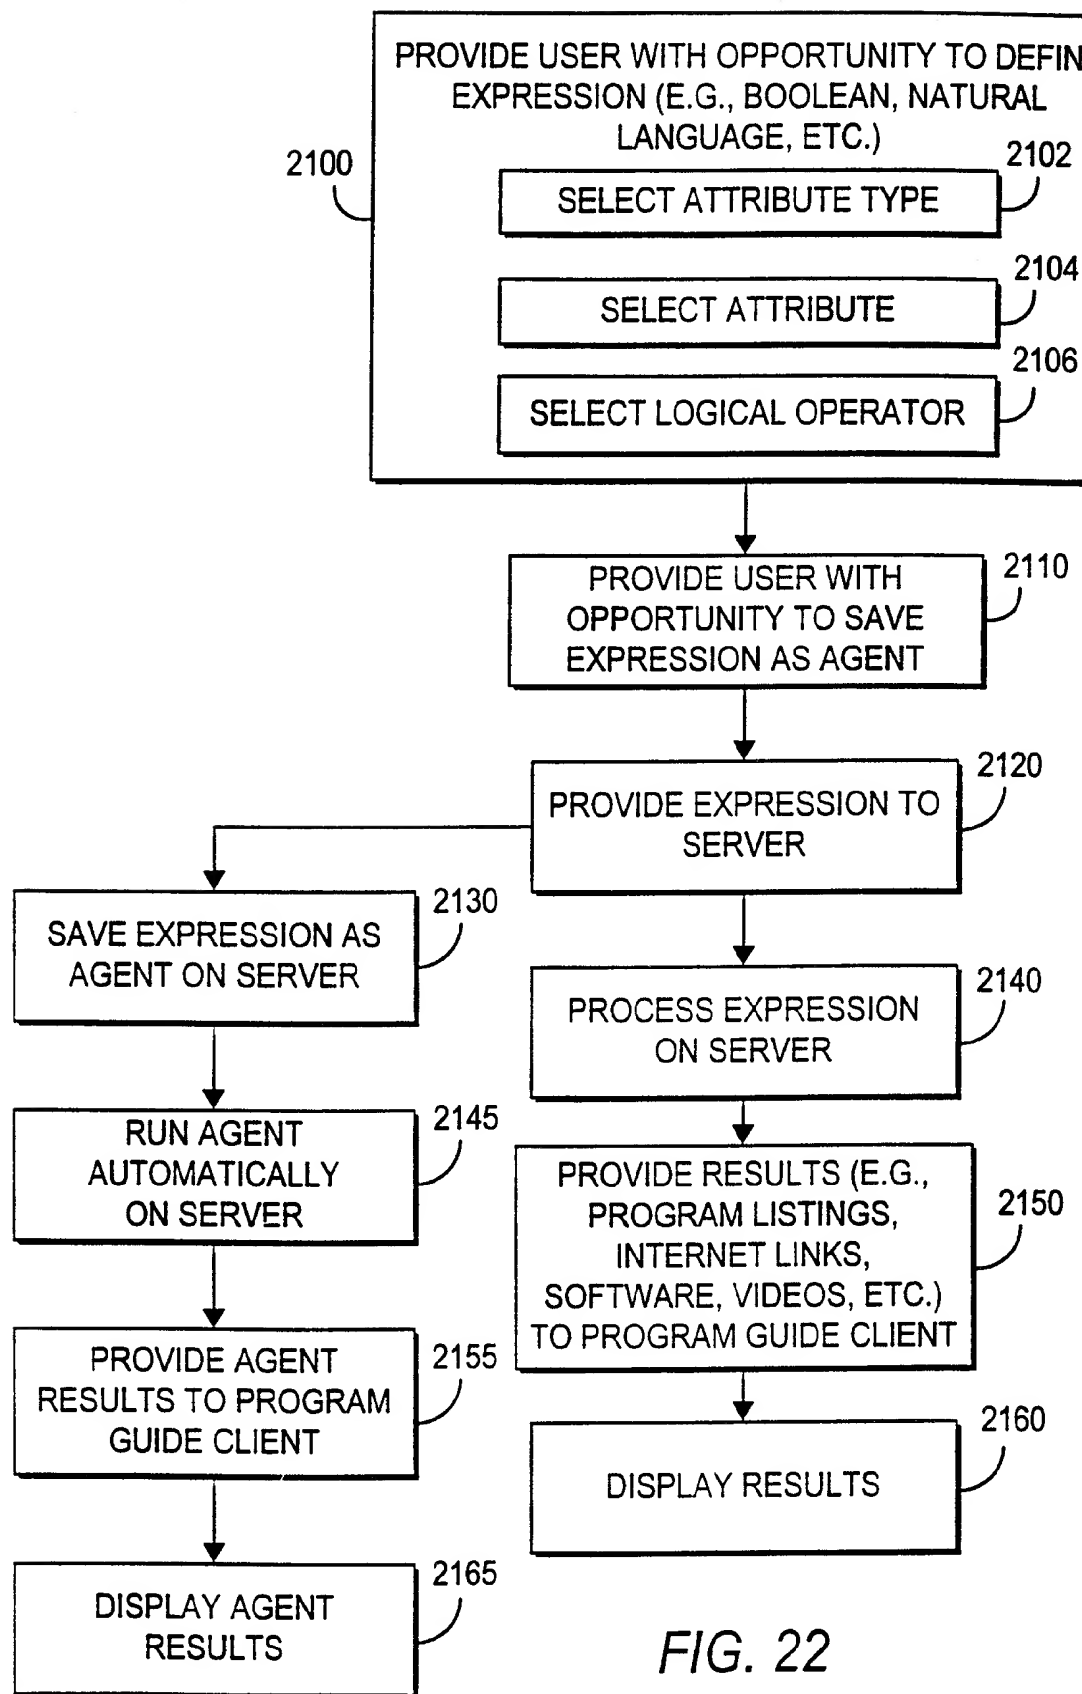 PROVIDE USER WITH OPPORTUNITY TO DEFIN
EXPRESSION (E.G., BOOLEAN, NATURAL
LANGUAGE, ETC.)
2100
2102
SELECT ATTRIBUTE TYPE
2104
SELECT ATTRIBUTE
2106
SELECT LOGICAL OPERATOR
2110
PROVIDE USER WITH
OPPORTUNITY TO SAVE
EXPRESSION AS AGENT
2120
PROVIDE EXPRESSION TO
SERVER
2130
SAVE EXPRESSION AS
AGENT ON SERVER
2140
PROCESS EXPRESSION
ON SERVER
2145
RUN AGENT
AUTOMATICALLY
ON SERVER
2150
PROVIDE RESULTS (E.G.,
PROGRAM LISTINGS,
INTERNET LINKS,
SOFTWARE, VIDEOS, ETC.)
TO PROGRAM GUIDE CLIENT
2155
PROVIDE AGENT
RESULTS TO PROGRAM
GUIDE CLIENT
2160
DISPLAY RESULTS
2165
DISPLAY AGENT
RESULTS
FIG. 22